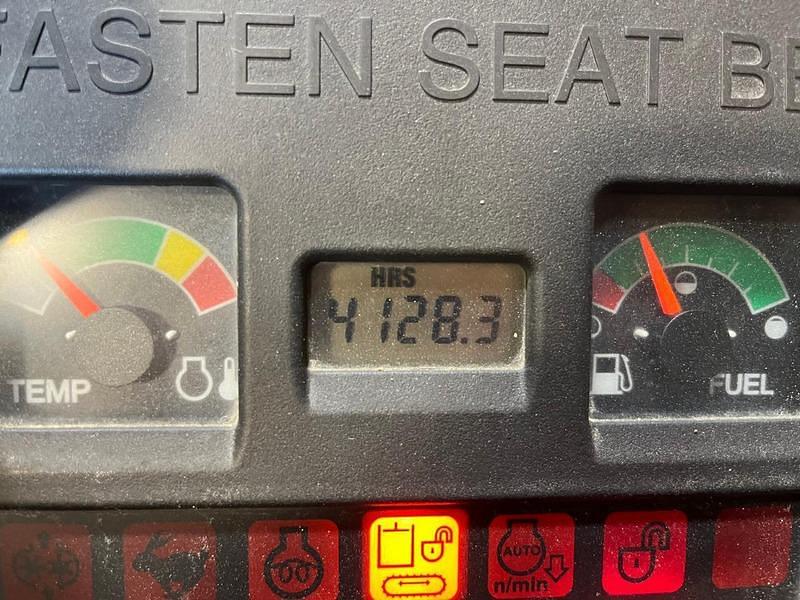 FASTEN SEAT BE
HRS
4128.3
TEMP
FUEL
AUTO
n/min